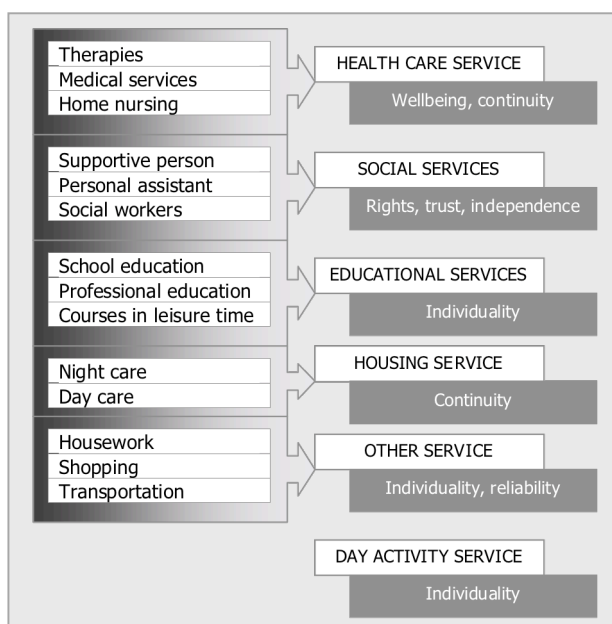 Therapies
Medical services
Home nursing
HEALTH CARE SERVICE
Wellbeing, continuity
Supportive person
Personal assistant
Social workers
SOCIAL SERVICES
Rights, trust, independence
School education
Professional education
Courses in leisure time
EDUCATIONAL SERVICES
Individuality
Night care
Day care
HOUSING SERVICE
Continuity
Housework
Shopping
Transportation
OTHER SERVICE
Individuality, reliability
DAY ACTIVITY SERVICE
Individuality